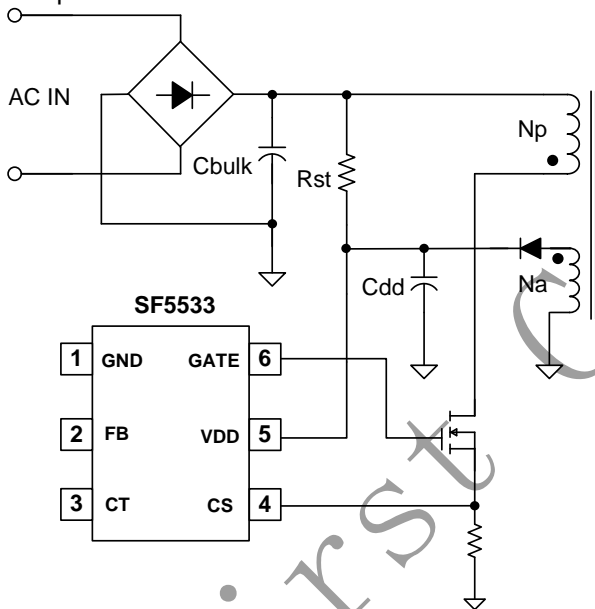 AC IN
Cbulk
Rst
Np
Cdd
Na
SF5533
1 GND GATE 6
2 FB VDD 5
3 CT CS 4